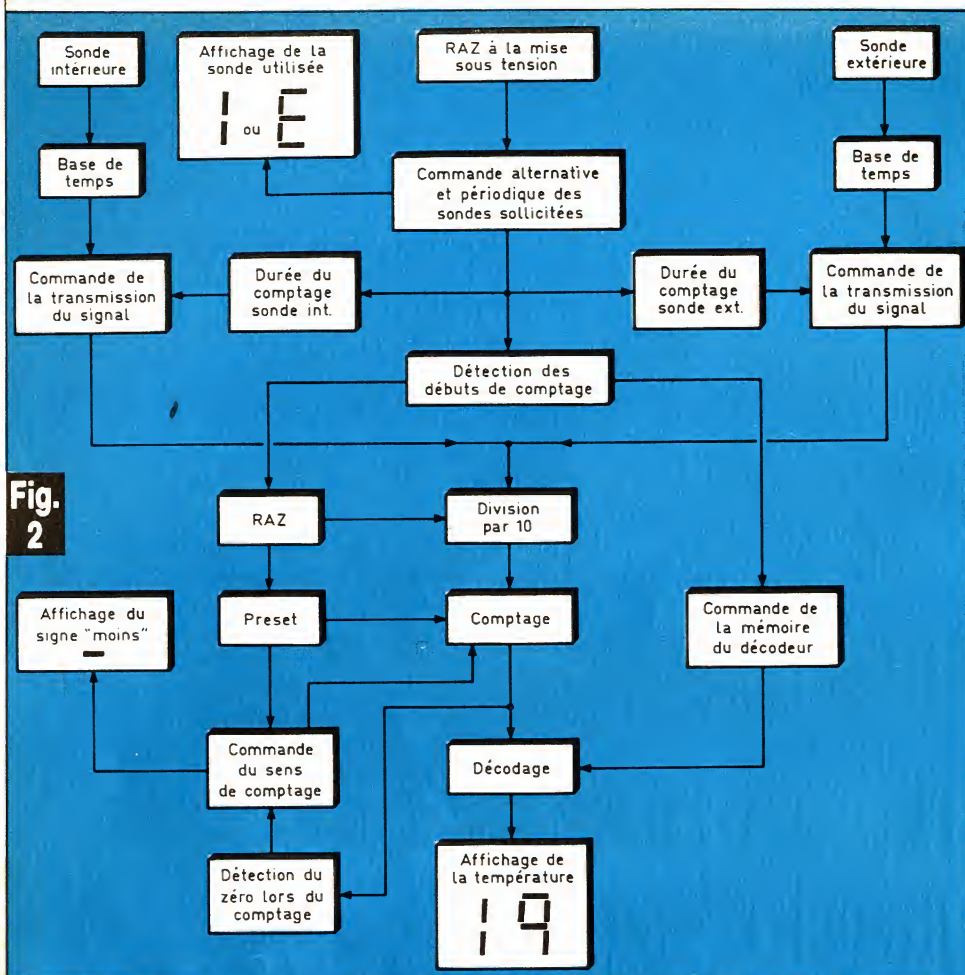 Sonde
intérieure
Affichage de la
sonde utilisée
I ou E
RAZ à la mise
sous tension
Sonde
extérieure
Base de
temps
Commande alternative
et périodique des
sondes sollicitées
Base de
temps
Commande de
la transmission
du signal
Durée du
comptage
sonde int.
Durée du
comptage
sonde ext.
Commande de
la transmission
du signal
Détection des
débuts de comptage
Fig.
2
RAZ
Division
par 10
Affichage du
signe "moins"
–
Preset
Comptage
Commande de
la mémoire
du décodeur
Commande
du sens
de comptage
Décodage
Détection du
zéro lors du
comptage
Affichage de
la température
19